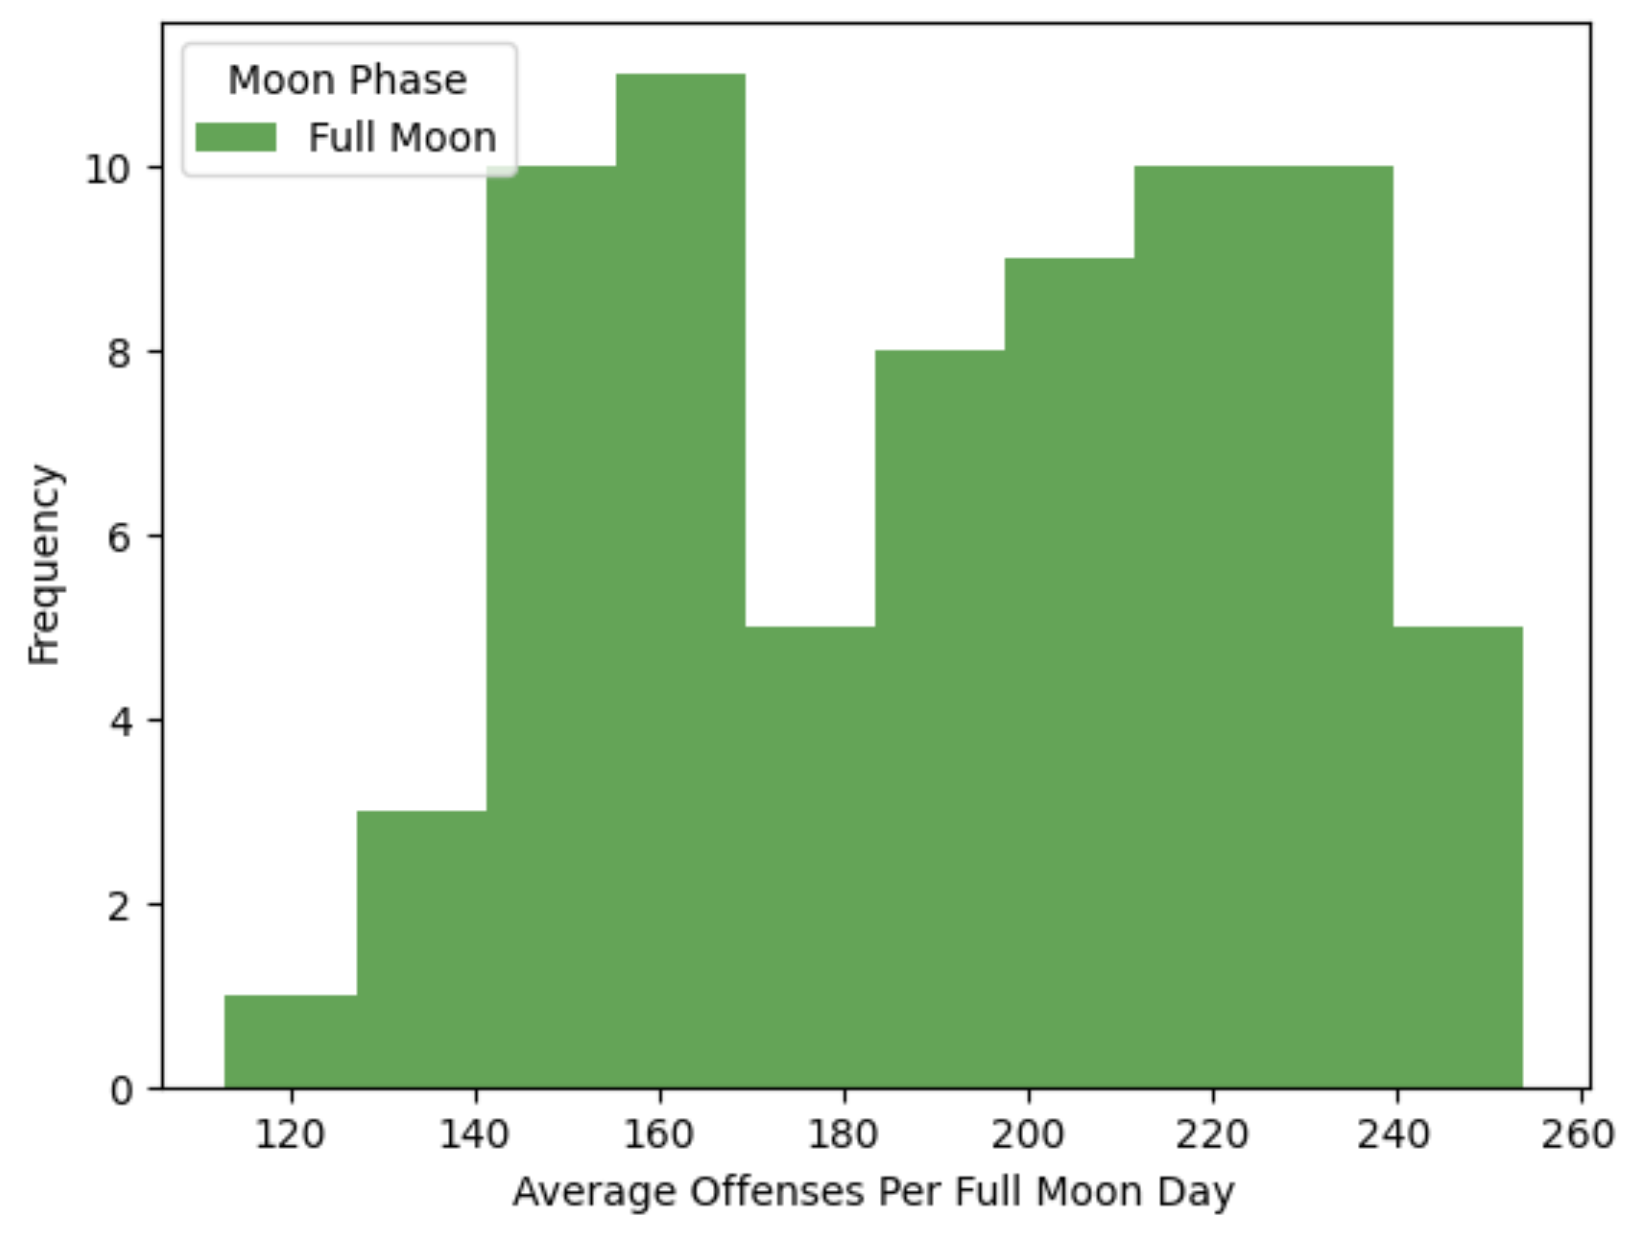 Moon Phase
Full Moon
10
8
6
4
2
0
Frequency
120 140 160 180 200 220 240 260
Average Offenses Per Full Moon Day